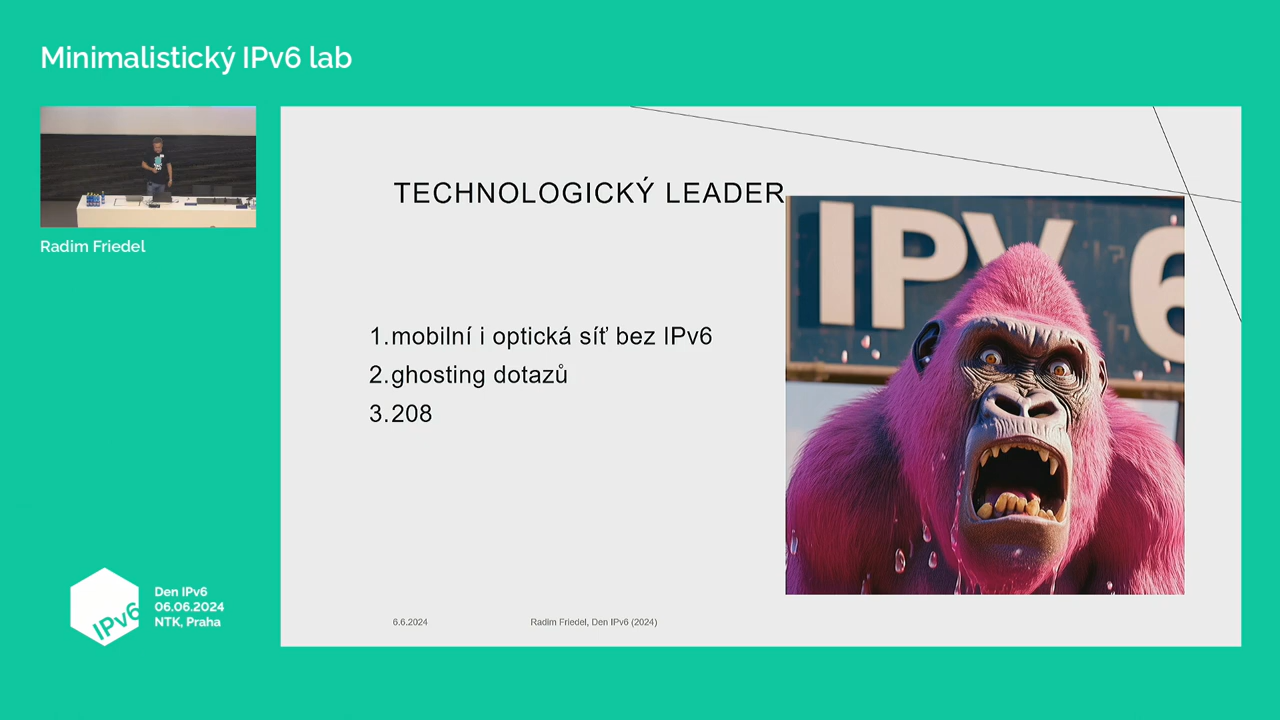 Minimalistický IPv6 lab
Radim Friedel
TECHNOLOGICKÝ LEADER
1.mobilní i optická síť bez IPv6
2.ghosting dotazů
3.208
IPV 6
6.6.2024
Radim Friedel, Den IPv6 (2024)
IPv6
Den IPv6
06.06.2024
NTK, Praha